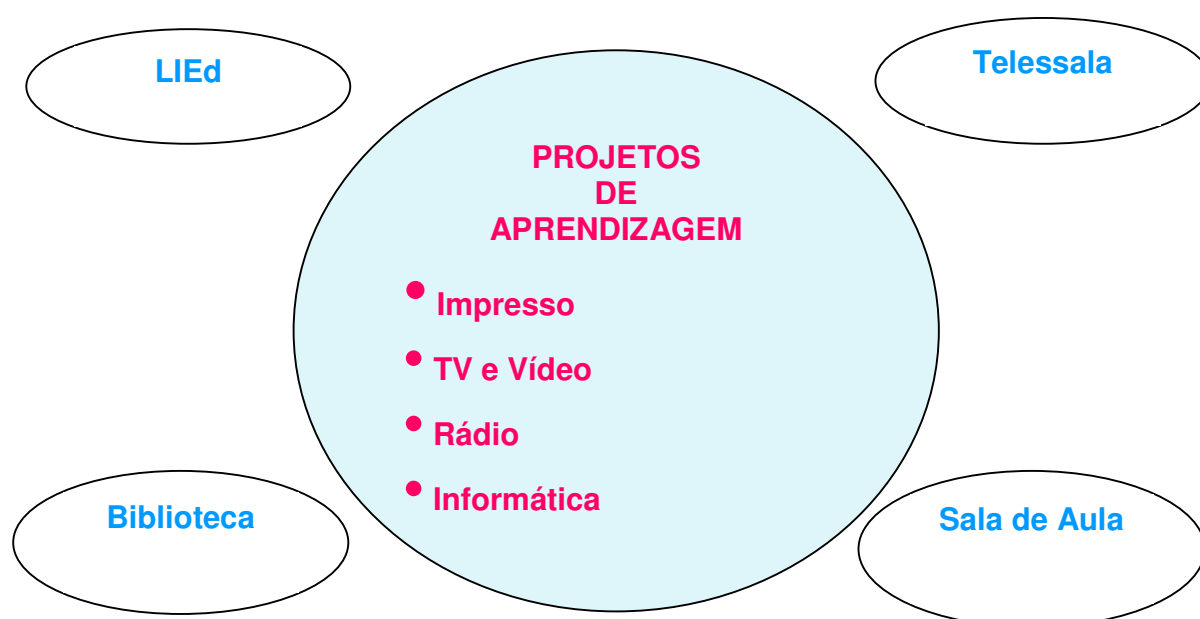 LIEd
Telessala
PROJETOS
DE
APRENDIZAGEM
• Impresso
• TV e Vídeo
• Rádio
• Informática
Biblioteca
Sala de Aula